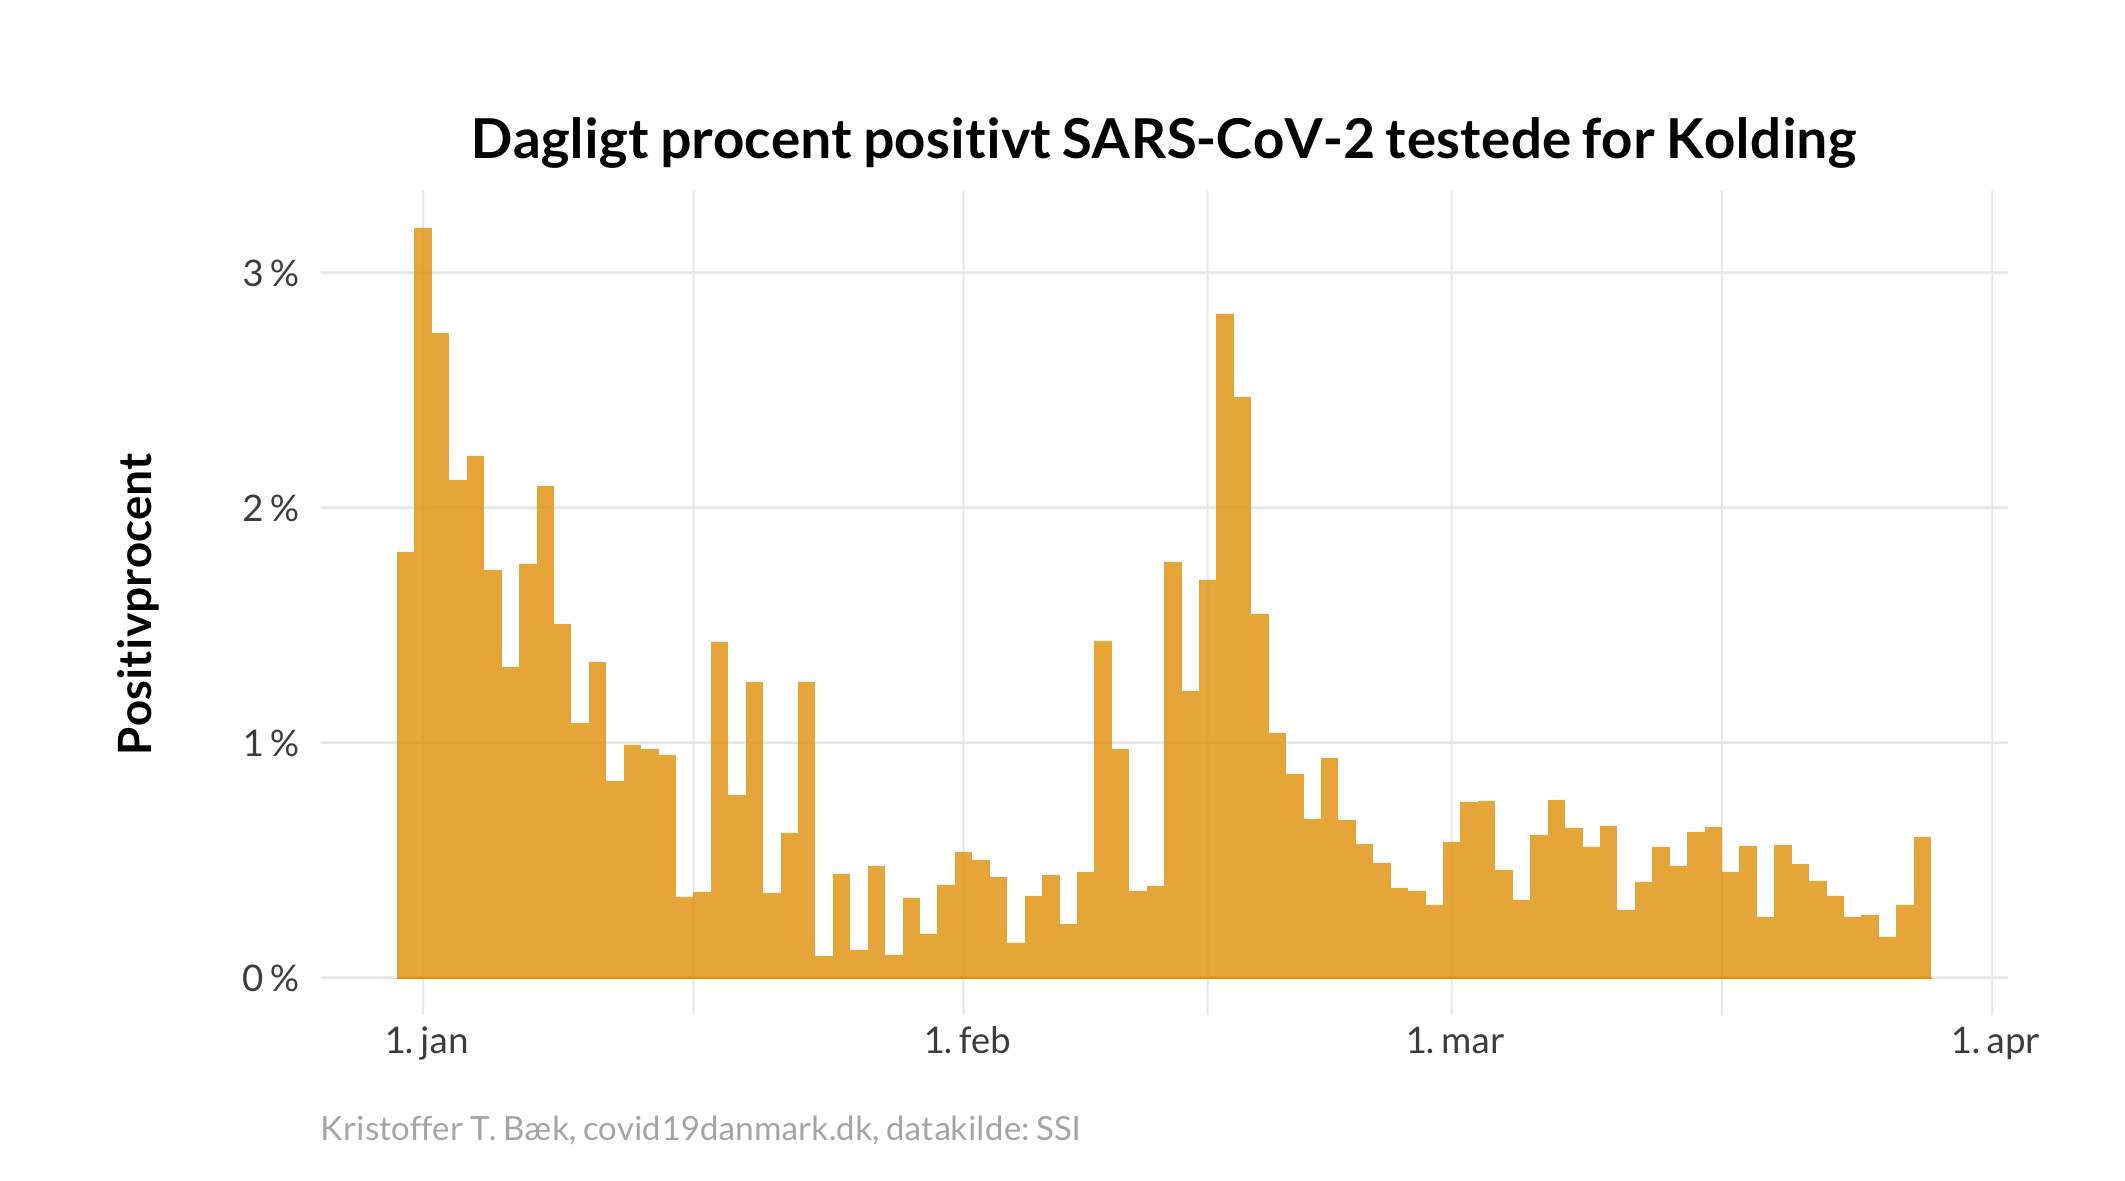 Dagligt procent positivt SARS-CoV-2 testede for Kolding
Positivprocent
3 %
2 %
1 %
0 %
1. jan
1. feb
1. mar
1. apr
Kristoffer T. Bæk, covid19danmark.dk, datakilde: SSI